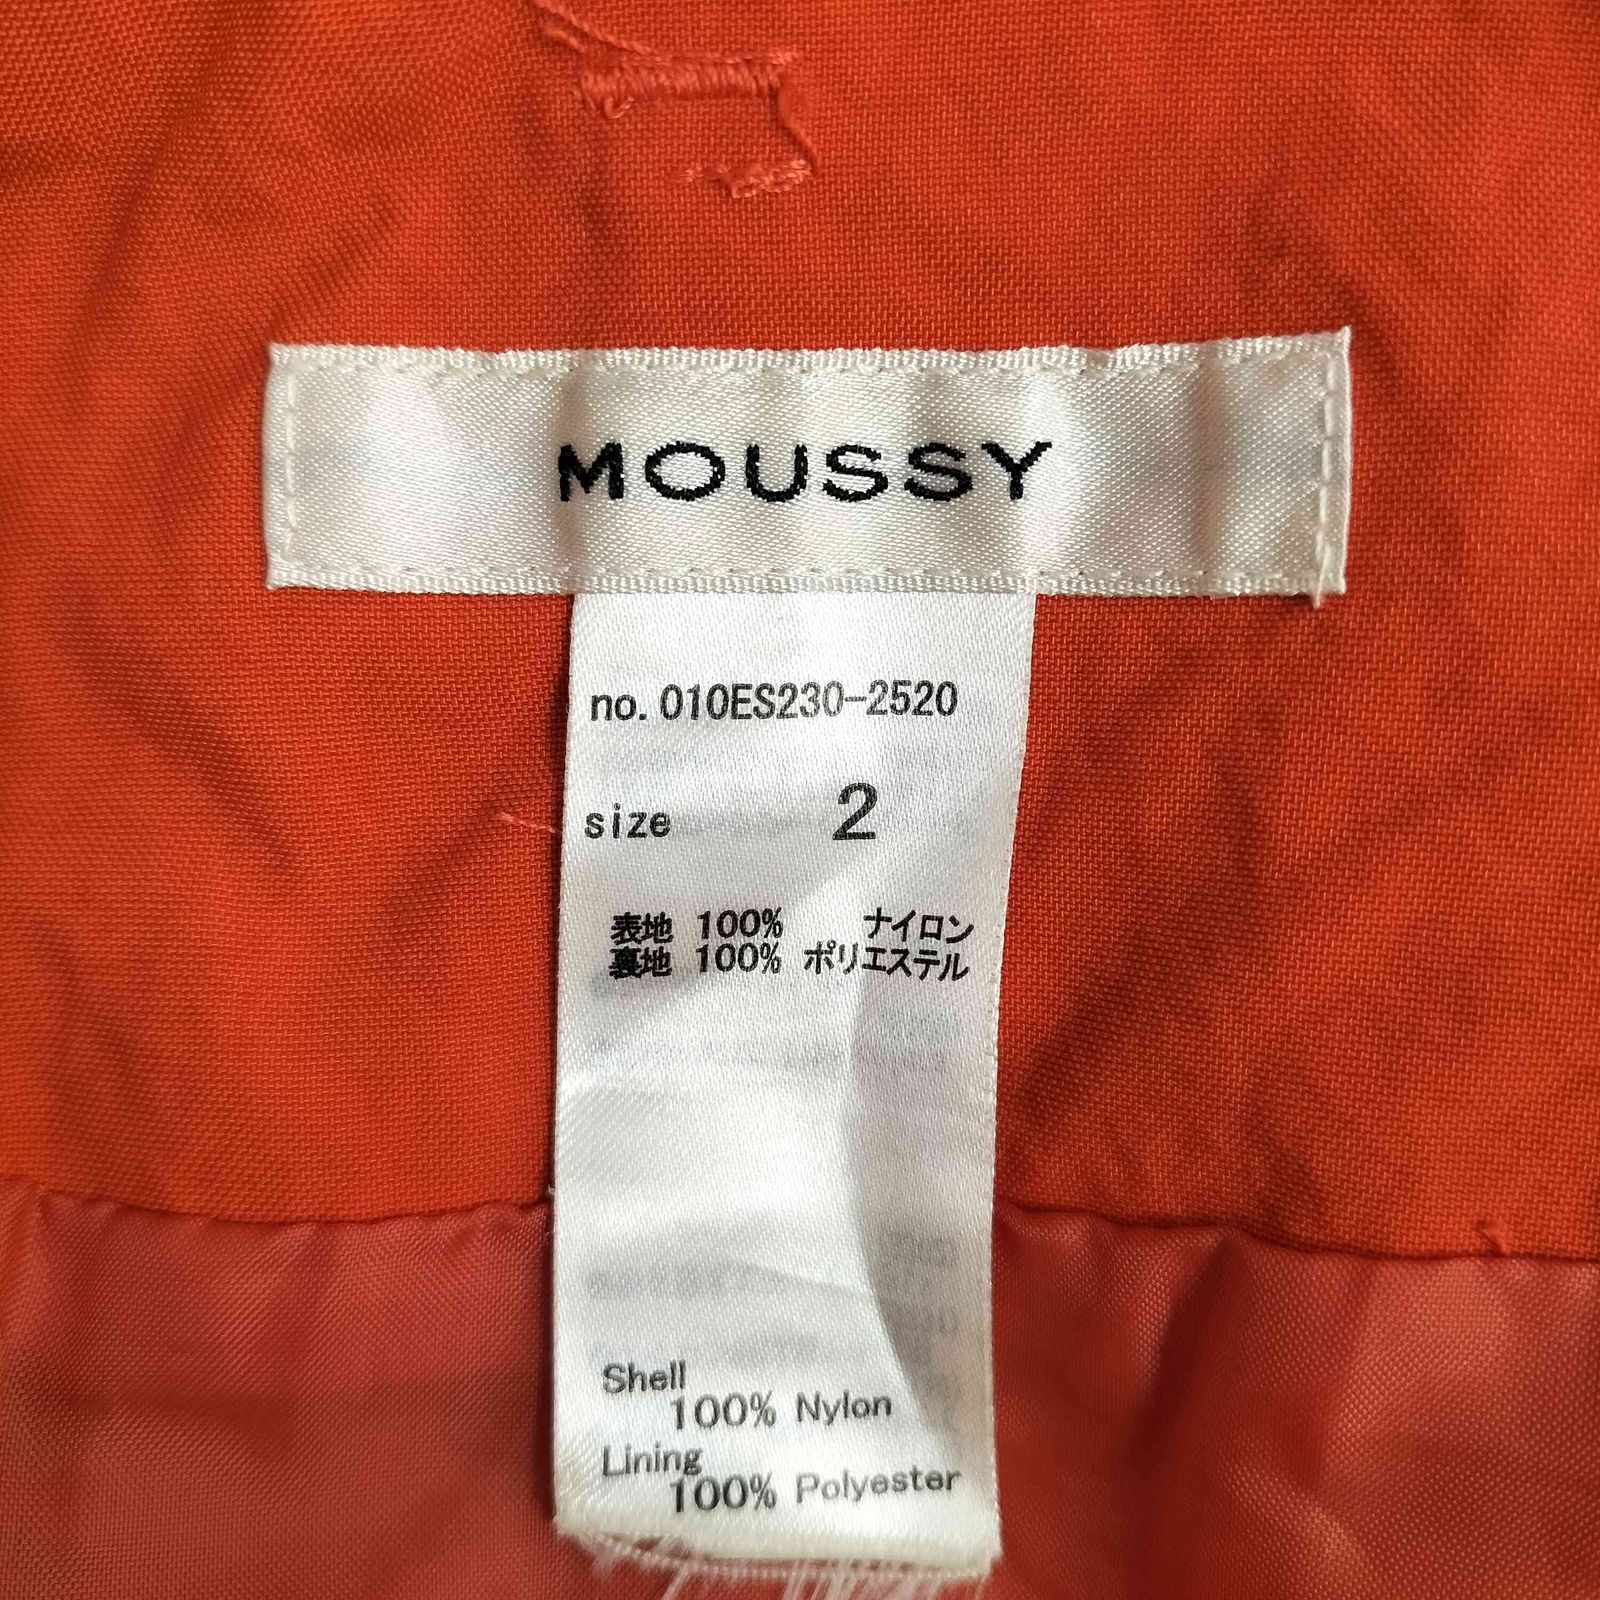 MOUSSY
no. 010ES230-2520
size 2
表地 100% ナイロン
裏地 100% ポリエステル
Shell
100% Nylon
Lining
100% Polyester